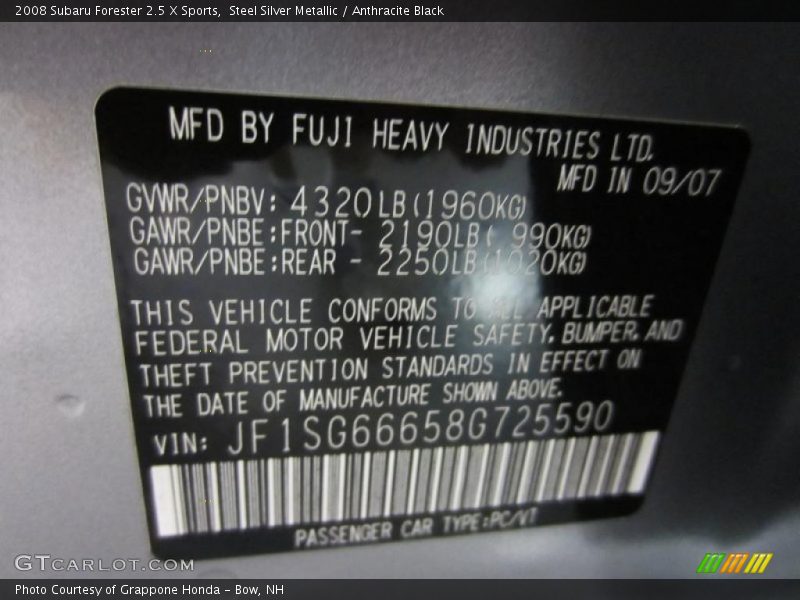 2008 Subaru Forester 2.5 X Sports,  Steel Silver Metallic / Anthracite Black
MFD BY FUJI HEAVY INDUSTRIES LTD.
MFD IN 09/07
GVWR/PNBV: 4320LB(1960KG)
GAWR/PNBE:FRONT- 2190LB( 990KG)
GAWR/PNBE:REAR - 2250LB(1020KG)
THIS VEHICLE CONFORMS TO ALL APPLICABLE
FEDERAL MOTOR VEHICLE SAFETY, BUMPER, AND
THEFT PREVENTION STANDARDS IN EFFECT ON
THE DATE OF MANUFACTURE SHOWN ABOVE.
VIN: JF1SG66658G725590
PASSENGER CAR TYPE:PC/VT
GTCARLOT.COM
Photo Courtesy of Grappone Honda - Bow, NH